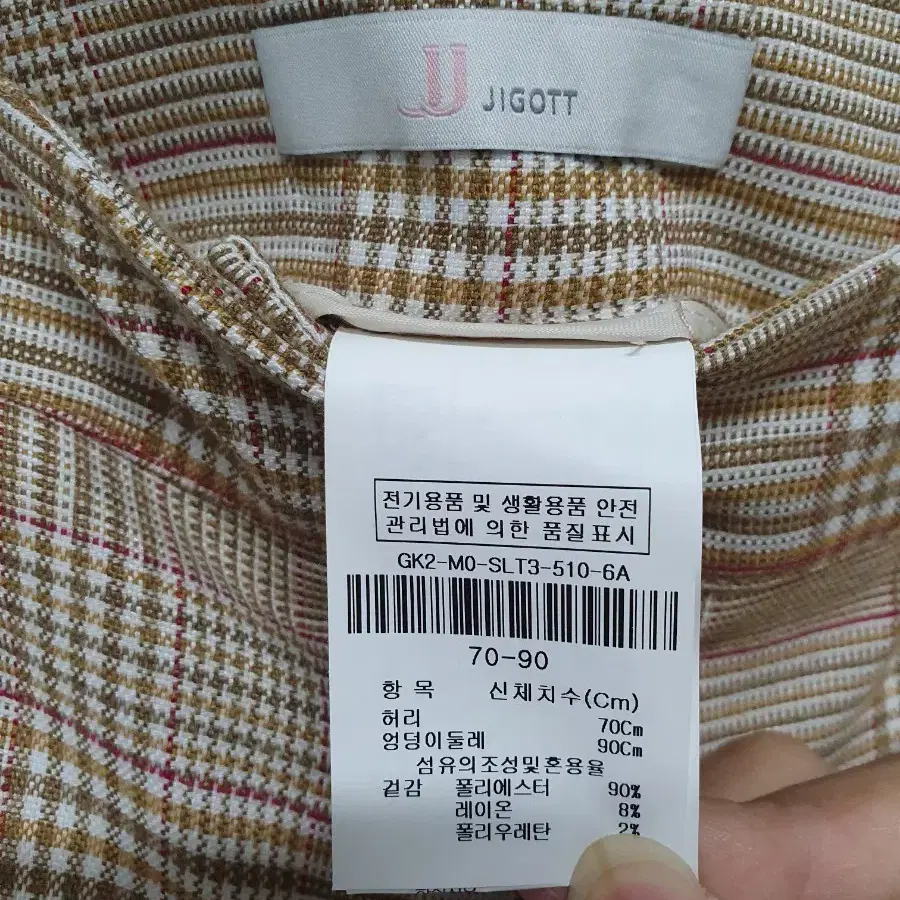 JJ JIGOTT
전기용품 및 생활용품 안전
관리법에 의한 품질표시
GK2-M0-SLT3-510-6A
70-90
항 목 신체치수(Cm)
허리 70Cm
엉덩이둘레 90Cm
섬유의조성및혼용율
겉감 폴리에스터 90%
레이온 8%
폴리우레탄 2%